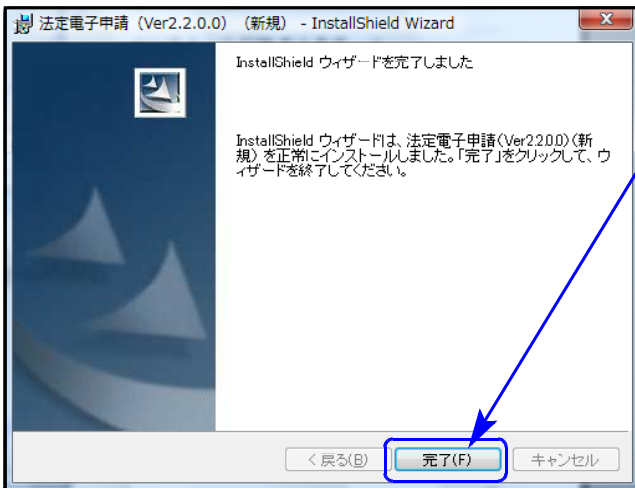 法定電子申請（Ver2.2.0.0）（新規） - InstallShield Wizard
InstallShield ウィザードを完了しました
InstallShield ウィザードは、法定電子申請(Ver2.2.0.0)(新
規) を正常にインストールしました。「完了」をクリックして、ウ
ィザードを終了してください。
< 戻る(B)
完了(F)
キャンセル